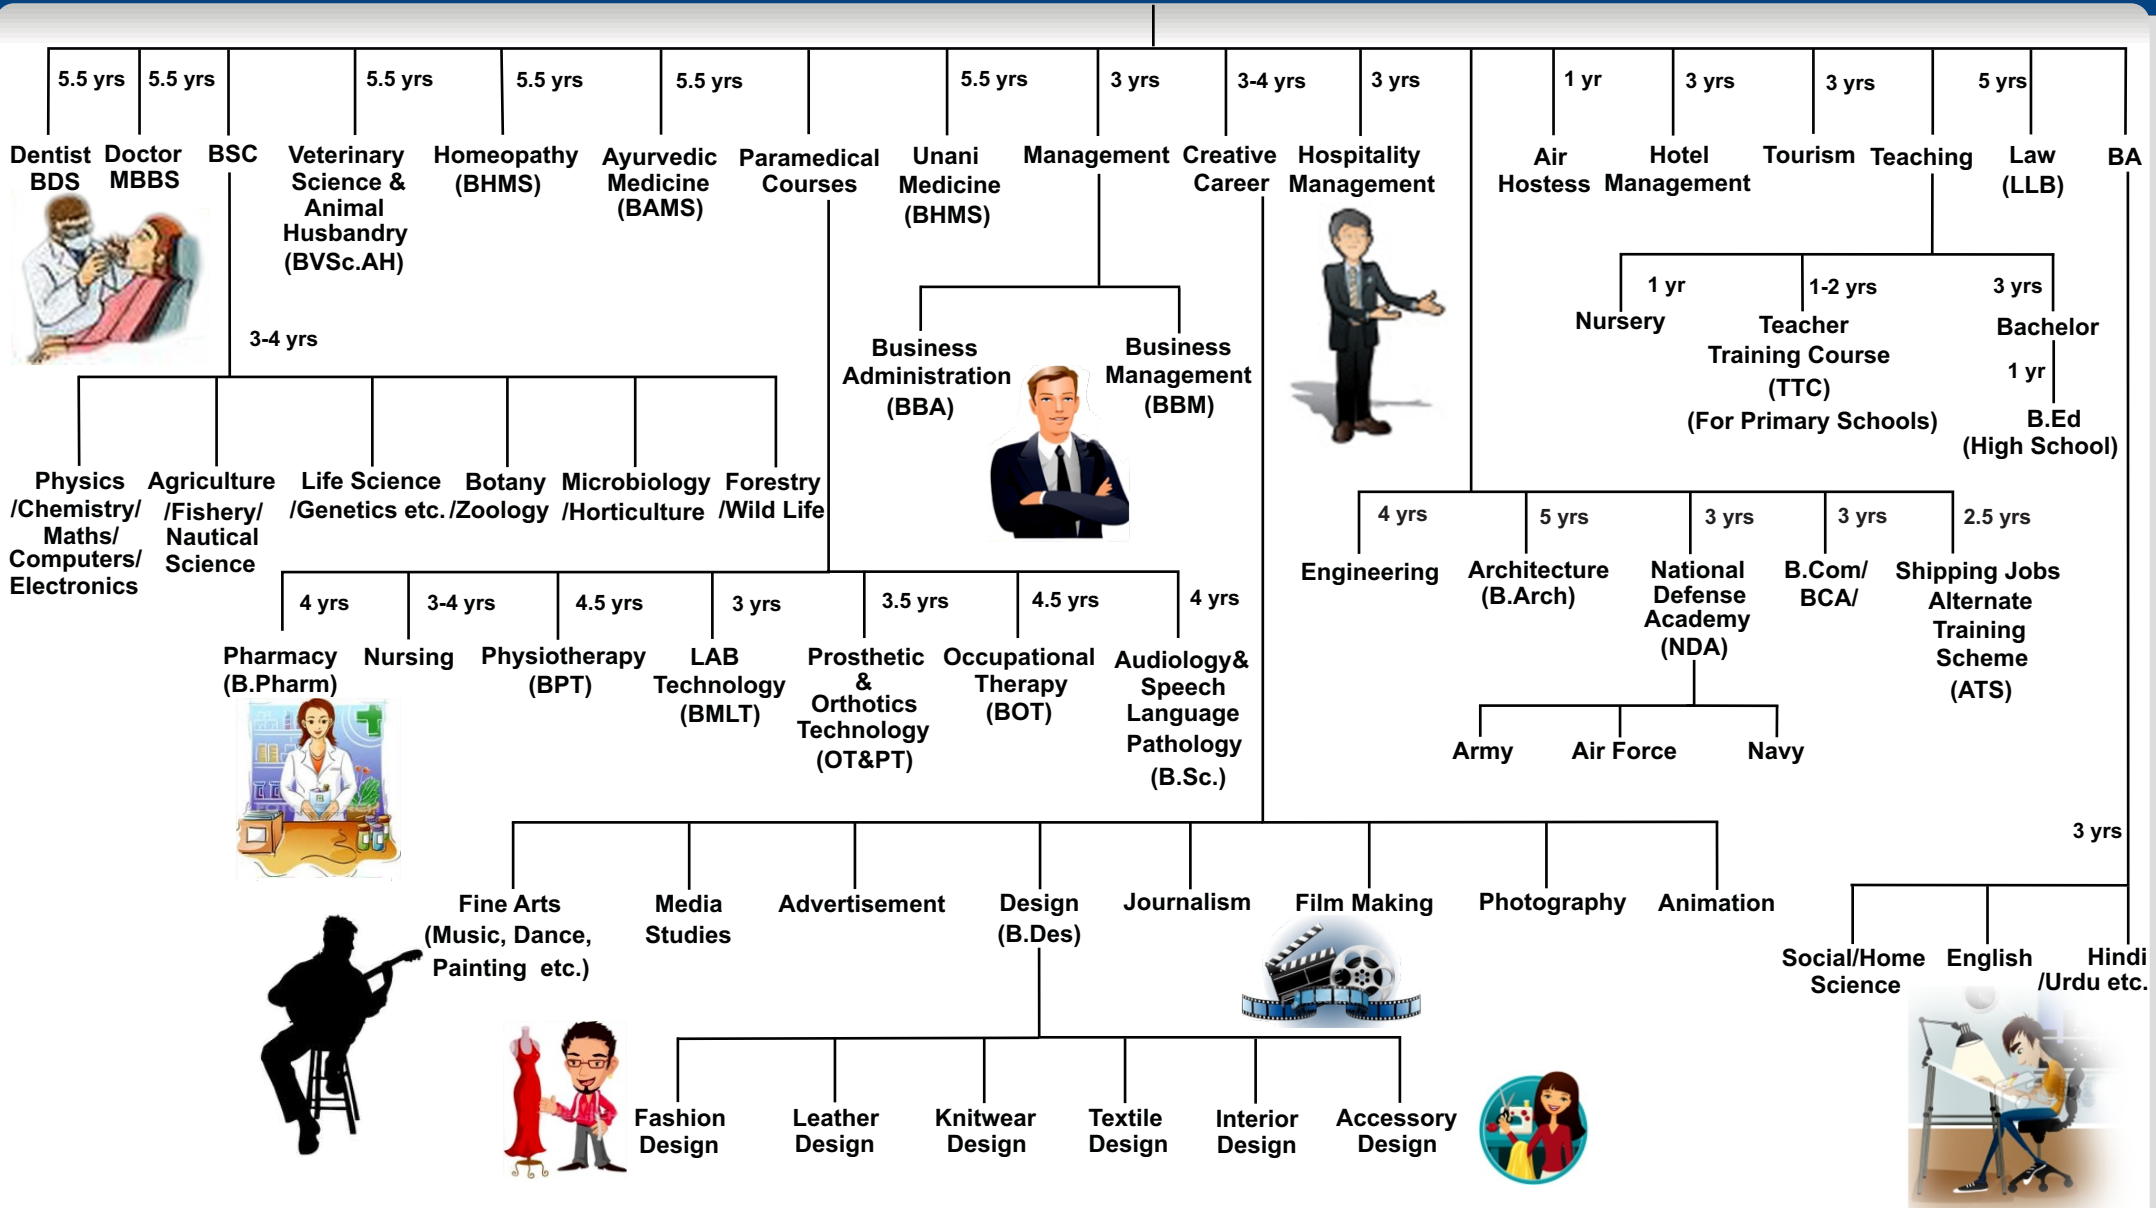 5.5 yrs
5.5 yrs
5.5 yrs
5.5 yrs
5.5 yrs
5.5 yrs
3 yrs
3-4 yrs
3 yrs
1 yr
3 yrs
3 yrs
5 yrs
Dentist
BDS
Doctor
MBBS
BSC
Veterinary
Science &
Animal
Husbandry
(BVSc.AH)
Homeopathy
(BHMS)
Ayurvedic
Medicine
(BAMS)
Paramedical
Courses
Unani
Medicine
(BHMS)
Management
Creative
Career
Hospitality
Management
Air
Hostess
Hotel
Management
Tourism
Teaching
Law
(LLB)
BA
1 yr
Nursery
1-2 yrs
Teacher
Training Course
(TTC)
(For Primary Schools)
3 yrs
Bachelor
1 yr
B.Ed
(High School)
3-4 yrs
Business
Administration
(BBA)
Business
Management
(BBM)
Physics
/Chemistry/
Maths/
Computers/
Electronics
Agriculture
/Fishery/
Nautical
Science
Life Science
/Genetics etc.
Botany
/Zoology
Microbiology
/Horticulture
Forestry
/Wild Life
4 yrs
Engineering
5 yrs
Architecture
(B.Arch)
3 yrs
National
Defense
Academy
(NDA)
3 yrs
B.Com/
BCA/
2.5 yrs
Shipping Jobs
Alternate
Training
Scheme
(ATS)
4 yrs
Pharmacy
(B.Pharm)
3-4 yrs
Nursing
4.5 yrs
Physiotherapy
(BPT)
3 yrs
LAB
Technology
(BMLT)
3.5 yrs
Prosthetic
&
Orthotics
Technology
(OT&PT)
4.5 yrs
Occupational
Therapy
(BOT)
4 yrs
Audiology&
Speech
Language
Pathology
(B.Sc.)
Army
Air Force
Navy
3 yrs
Fine Arts
(Music, Dance,
Painting etc.)
Media
Studies
Advertisement
Design
(B.Des)
Journalism
Film Making
Photography
Animation
Social/Home
Science
English
Hindi
/Urdu etc.
Fashion
Design
Leather
Design
Knitwear
Design
Textile
Design
Interior
Design
Accessory
Design